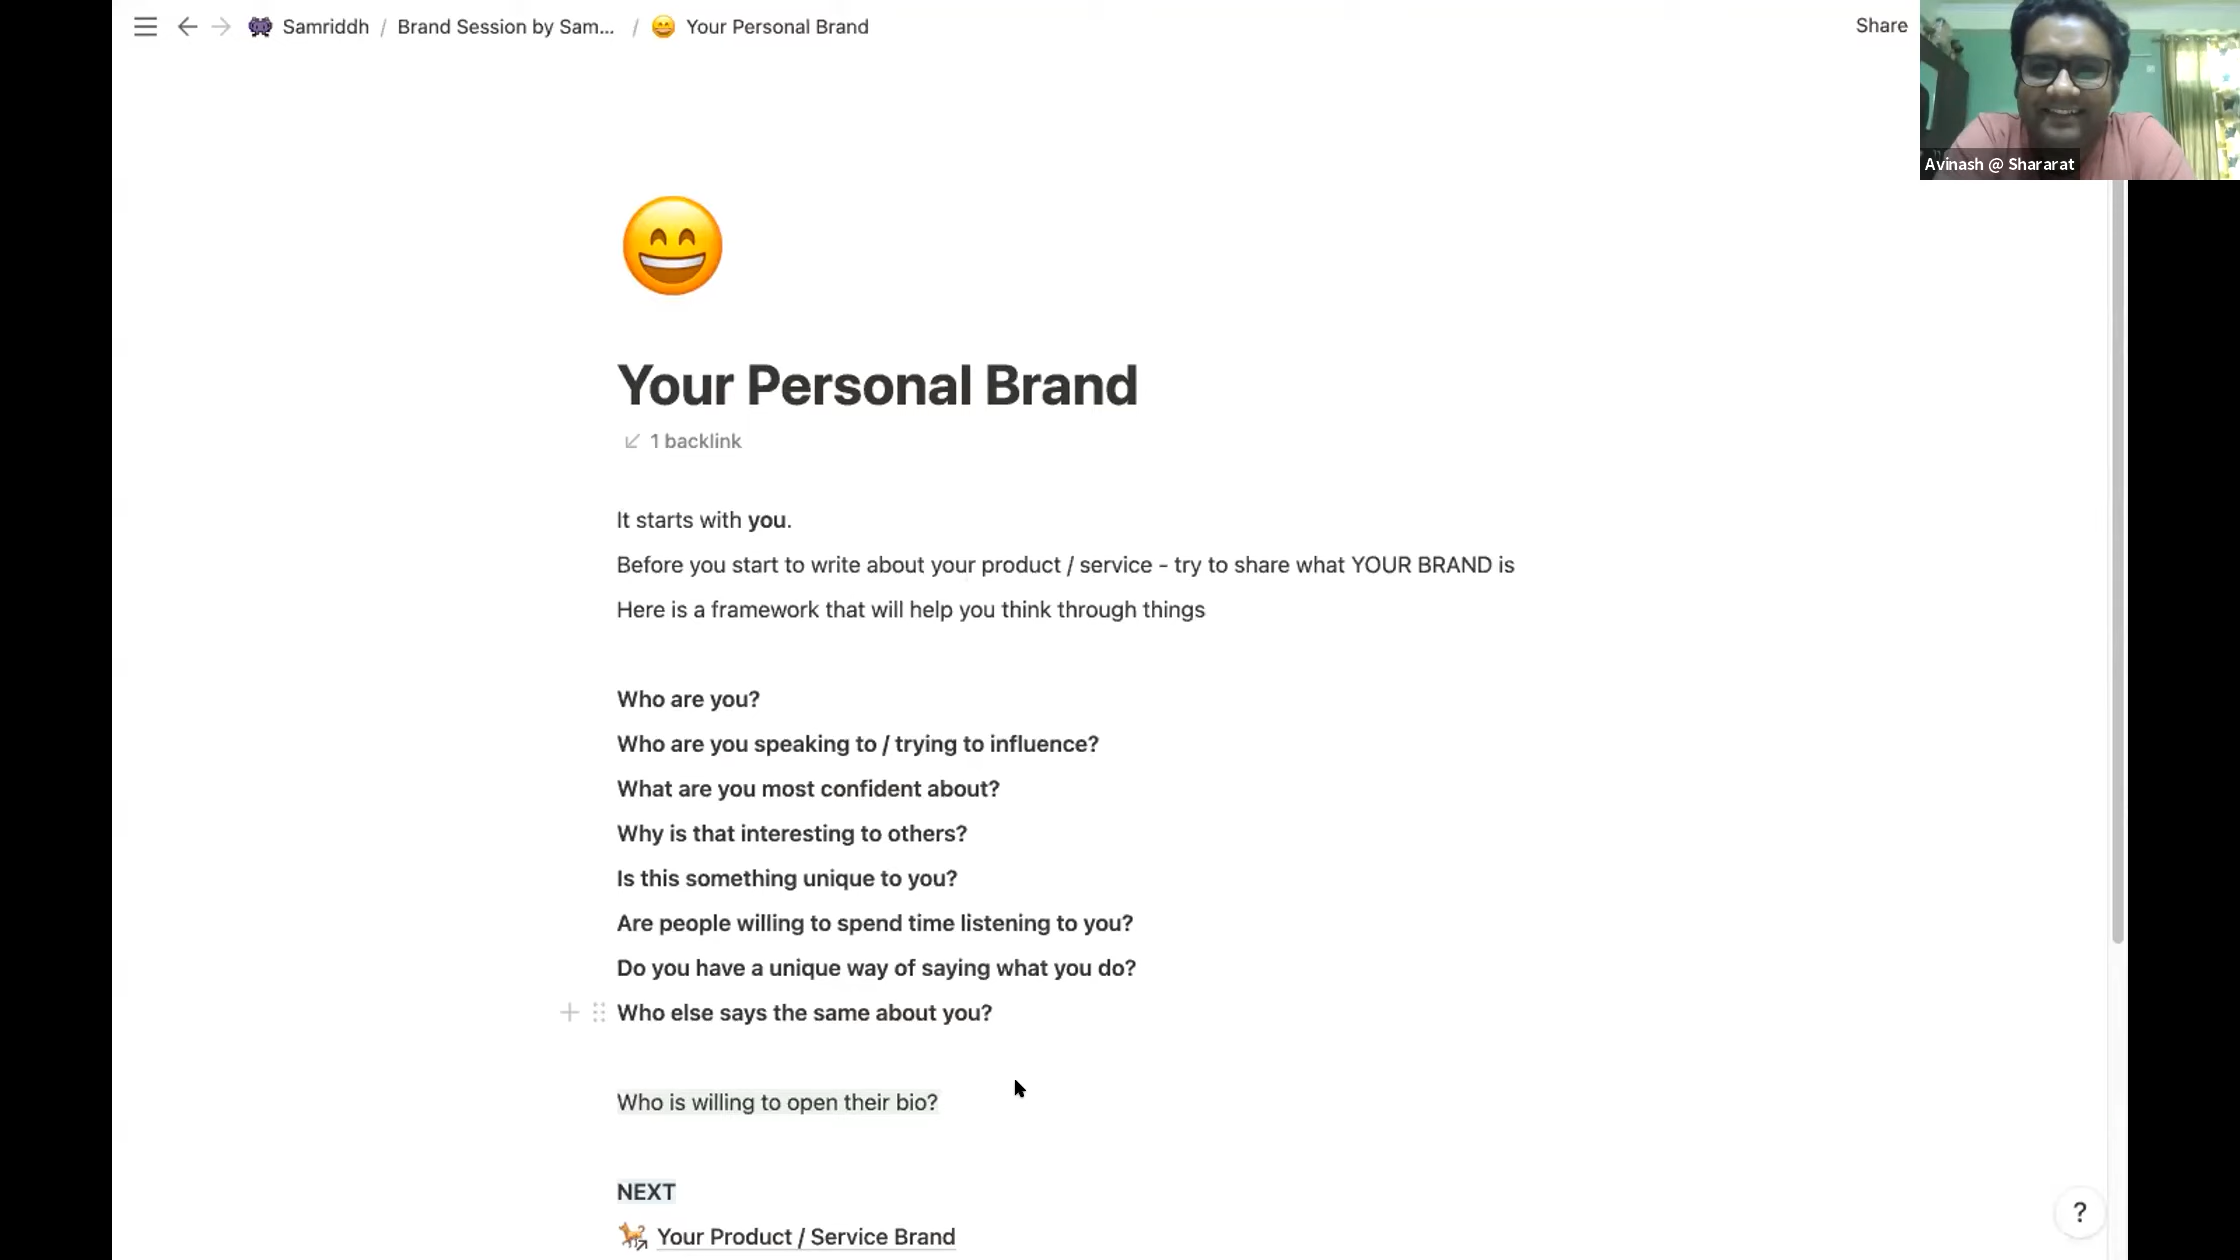 Samriddh / Brand Session by Sam... / Your Personal Brand
Share
Avinash @ Shararat
Your Personal Brand
1 backlink
It starts with you.
Before you start to write about your product / service - try to share what YOUR BRAND is
Here is a framework that will help you think through things
Who are you?
Who are you speaking to / trying to influence?
What are you most confident about?
Why is that interesting to others?
Is this something unique to you?
Are people willing to spend time listening to you?
Do you have a unique way of saying what you do?
Who else says the same about you?
Who is willing to open their bio?
NEXT
Your Product / Service Brand
?